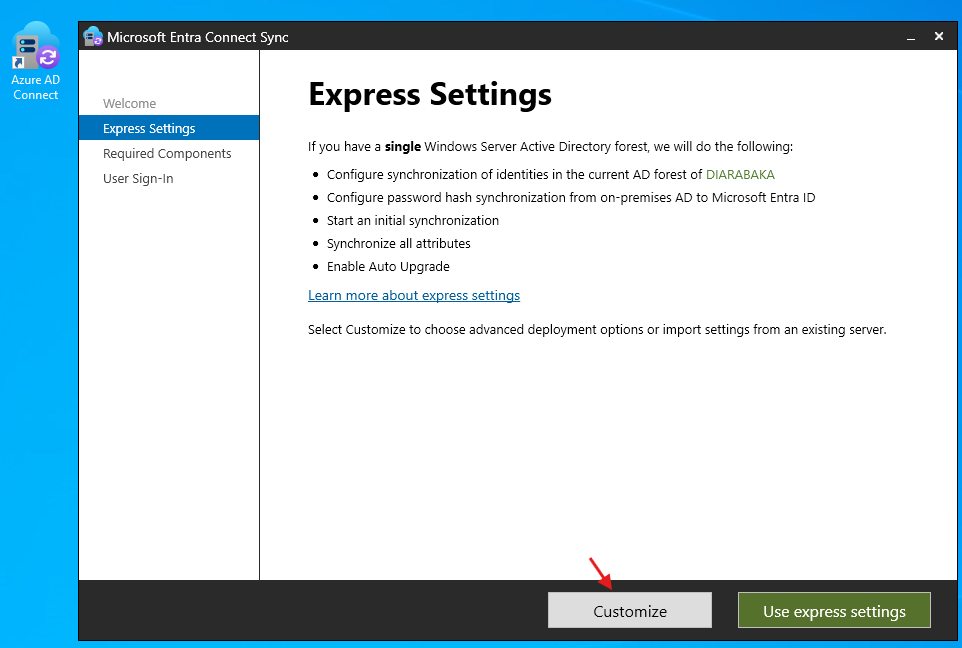 Azure AD
Connect
Microsoft Entra Connect Sync
Welcome
Express Settings
Required Components
User Sign-In
Express Settings
If you have a single Windows Server Active Directory forest, we will do the following:
Configure synchronization of identities in the current AD forest of DIARABAKA
Configure password hash synchronization from on-premises AD to Microsoft Entra ID
Start an initial synchronization
Synchronize all attributes
Enable Auto Upgrade
Learn more about express settings
Select Customize to choose advanced deployment options or import settings from an existing server.
Customize
Use express settings